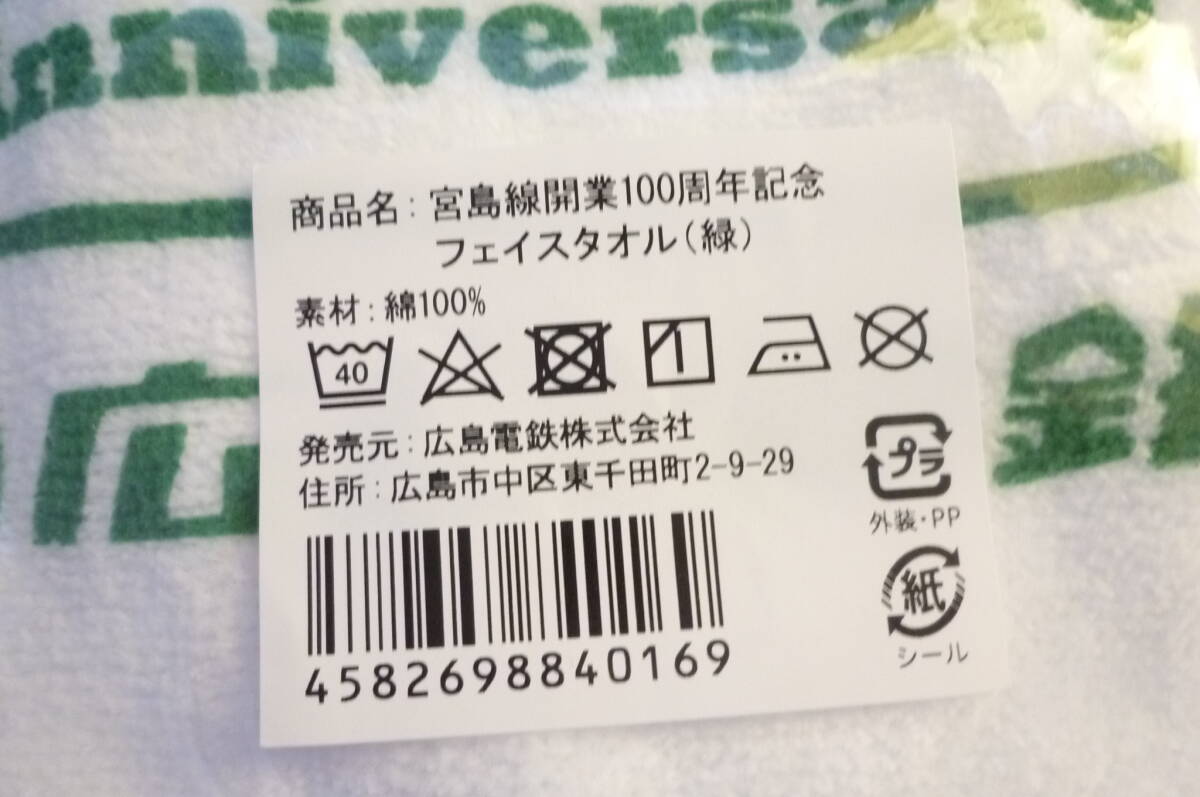 anniversa
商品名：宮島線開業100周年記念
フェイスタオル（緑）
素材：綿100%
40
発売元：広島電鉄株式会社
住所：広島市中区東千田町2-9-29
プラ
外装・PP
紙
シール
4582698840169
広